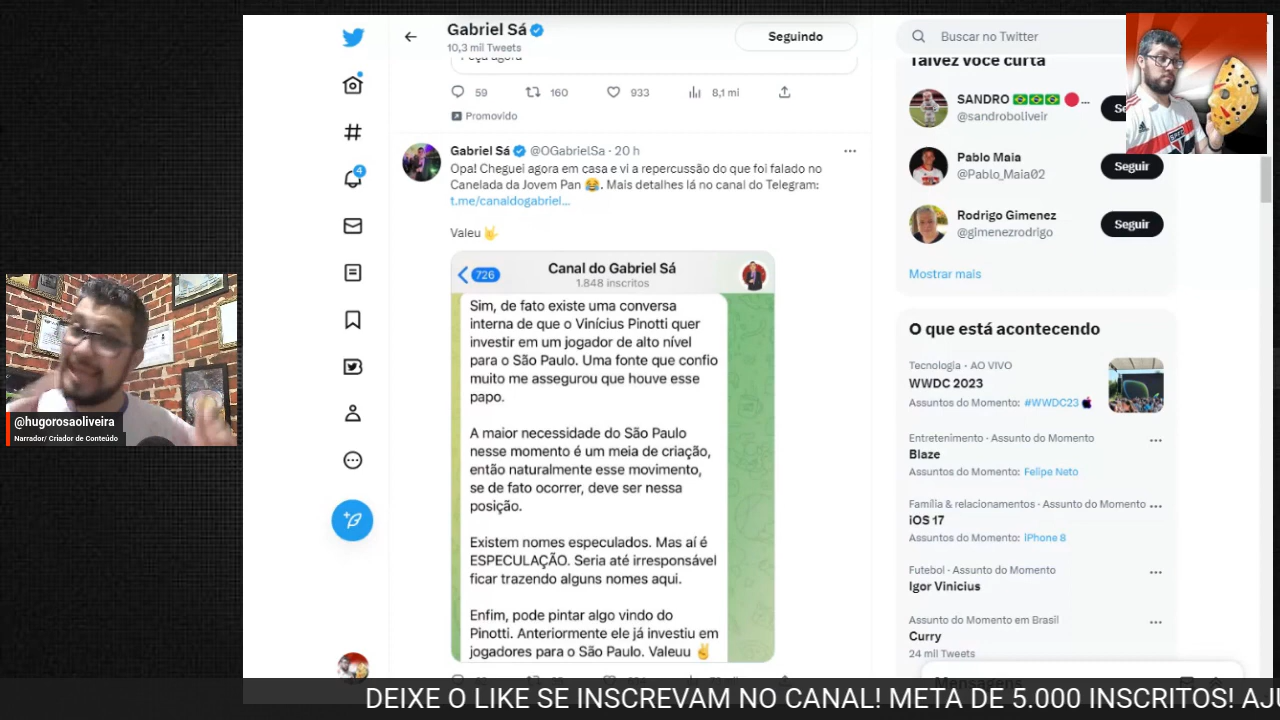 Gabriel Sá
10,3 mil Tweets
Seguindo
Buscar no Twitter
Peça agora
59 160 933 8,1 mi
Promovido
Gabriel Sá @OGabrielSa · 20 h
Opa! Cheguei agora em casa e vi a repercussão do que foi falado no
Canelada da Jovem Pan 😂. Mais detalhes lá no canal do Telegram:
t.me/canaldogabriel...
Valeu 🤟
726
Canal do Gabriel Sá
1.848 inscritos
Sim, de fato existe uma conversa
interna de que o Vinícius Pinotti quer
investir em um jogador de alto nível
para o São Paulo. Uma fonte que confio
muito me assegurou que houve esse
papo.
A maior necessidade do São Paulo
nesse momento é um meia de criação,
então naturalmente esse movimento,
se de fato ocorrer, deve ser nessa
posição.
Existem nomes especulados. Mas aí é
ESPECULAÇÃO. Seria até irresponsável
ficar trazendo alguns nomes aqui.
Enfim, pode pintar algo vindo do
Pinotti. Anteriormente ele já investiu em
jogadores para o São Paulo. Valeuu ✌
4
Talvez você curta
SANDRO 🇧🇷🇧🇷🇧🇷 🔴...
@sandroboliveir
Se
Pablo Maia
@Pablo_Maia02
Seguir
Rodrigo Gimenez
@gimenezrodrigo
Seguir
Mostrar mais
O que está acontecendo
Tecnologia · AO VIVO
WWDC 2023
Assuntos do Momento: #WWDC23
Entretenimento · Assunto do Momento
Blaze
Assuntos do Momento: Felipe Neto
Família & relacionamentos · Assunto do Momento
iOS 17
Assuntos do Momento: iPhone 8
Futebol · Assunto do Momento
Igor Vinicius
Assunto do Momento em Brasil
Curry
24 mil Tweets
Mensagens
@hugorosaoliveira
Narrador/ Criador de Conteúdo
DEIXE O LIKE SE INSCREVAM NO CANAL! META DE 5.000 INSCRITOS! AJU